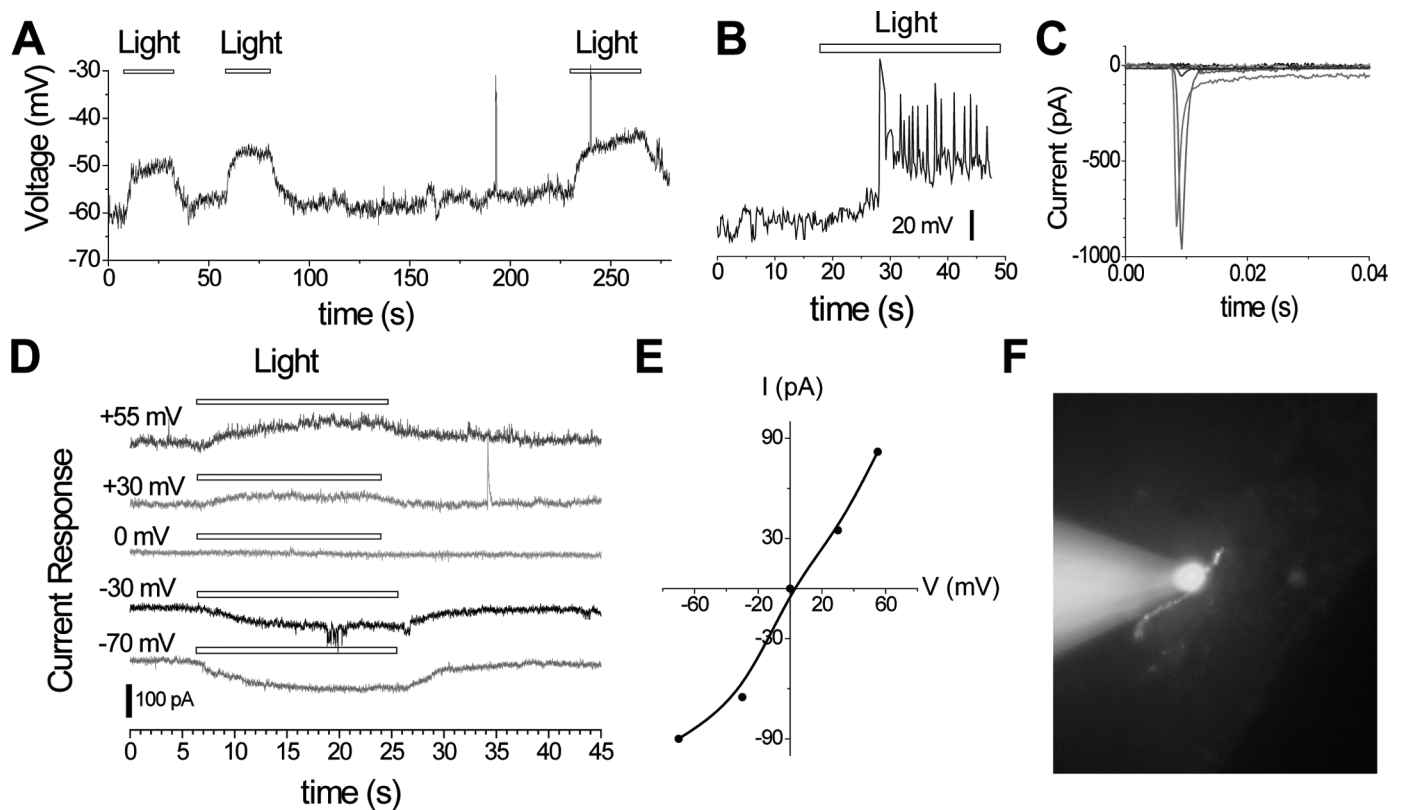 A
Light
Light
Light
Voltage (mV)
-30
-40
-50
-60
-70
0
50
100
150
200
250
time (s)
B
Light
20 mV
0
10
20
30
40
50
time (s)
C
Current (pA)
0
-500
-1000
0.00
0.02
0.04
time (s)
D
Light
Current Response
+55 mV
+30 mV
0 mV
-30 mV
-70 mV
100 pA
0
5
10
15
20
25
30
35
40
45
time (s)
E
I (pA)
90
30
-30
-90
-60
-20
20
60
V (mV)
F